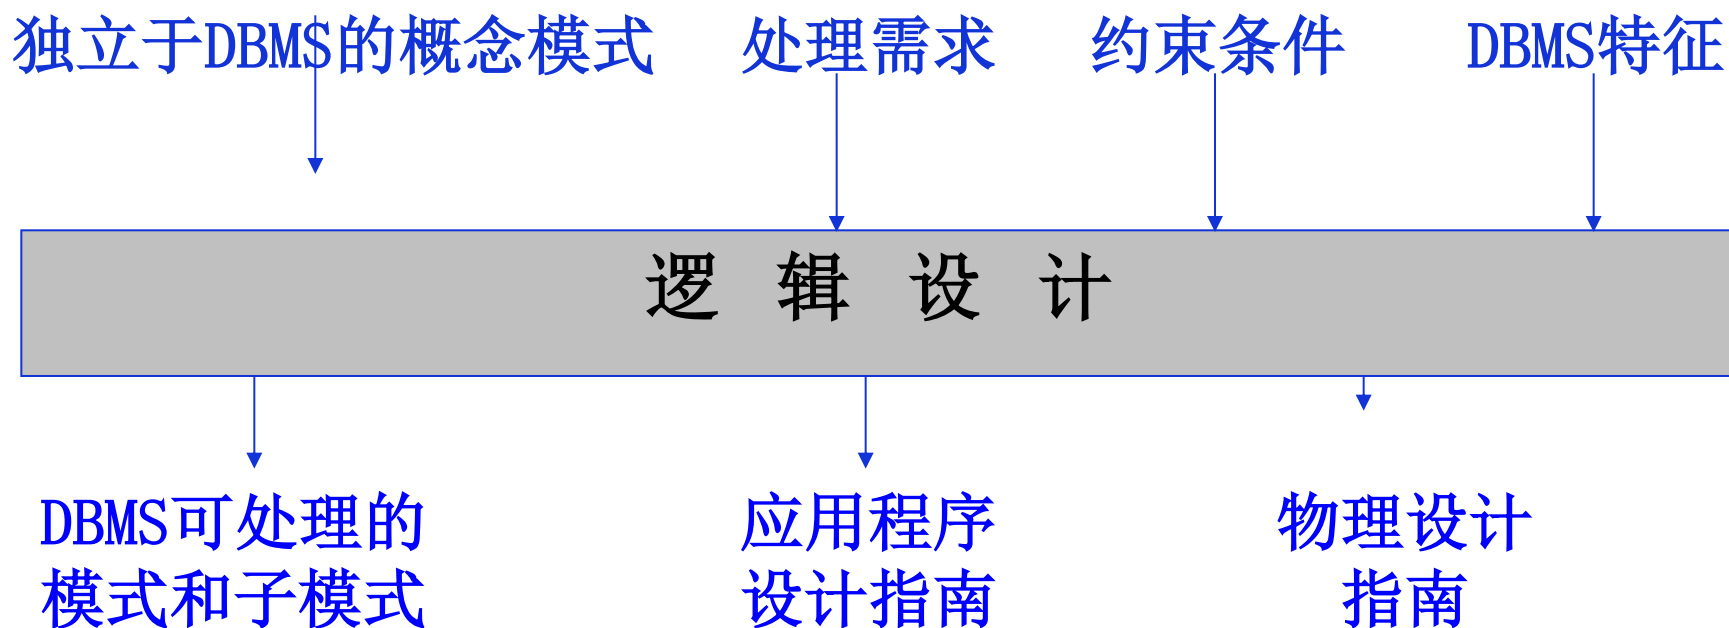 独立于DBMS的概念模式 处理需求 约束条件 DBMS特征
逻辑设计
DBMS可处理的 应用程序 物理设计
模式和子模式 设计指南 指南